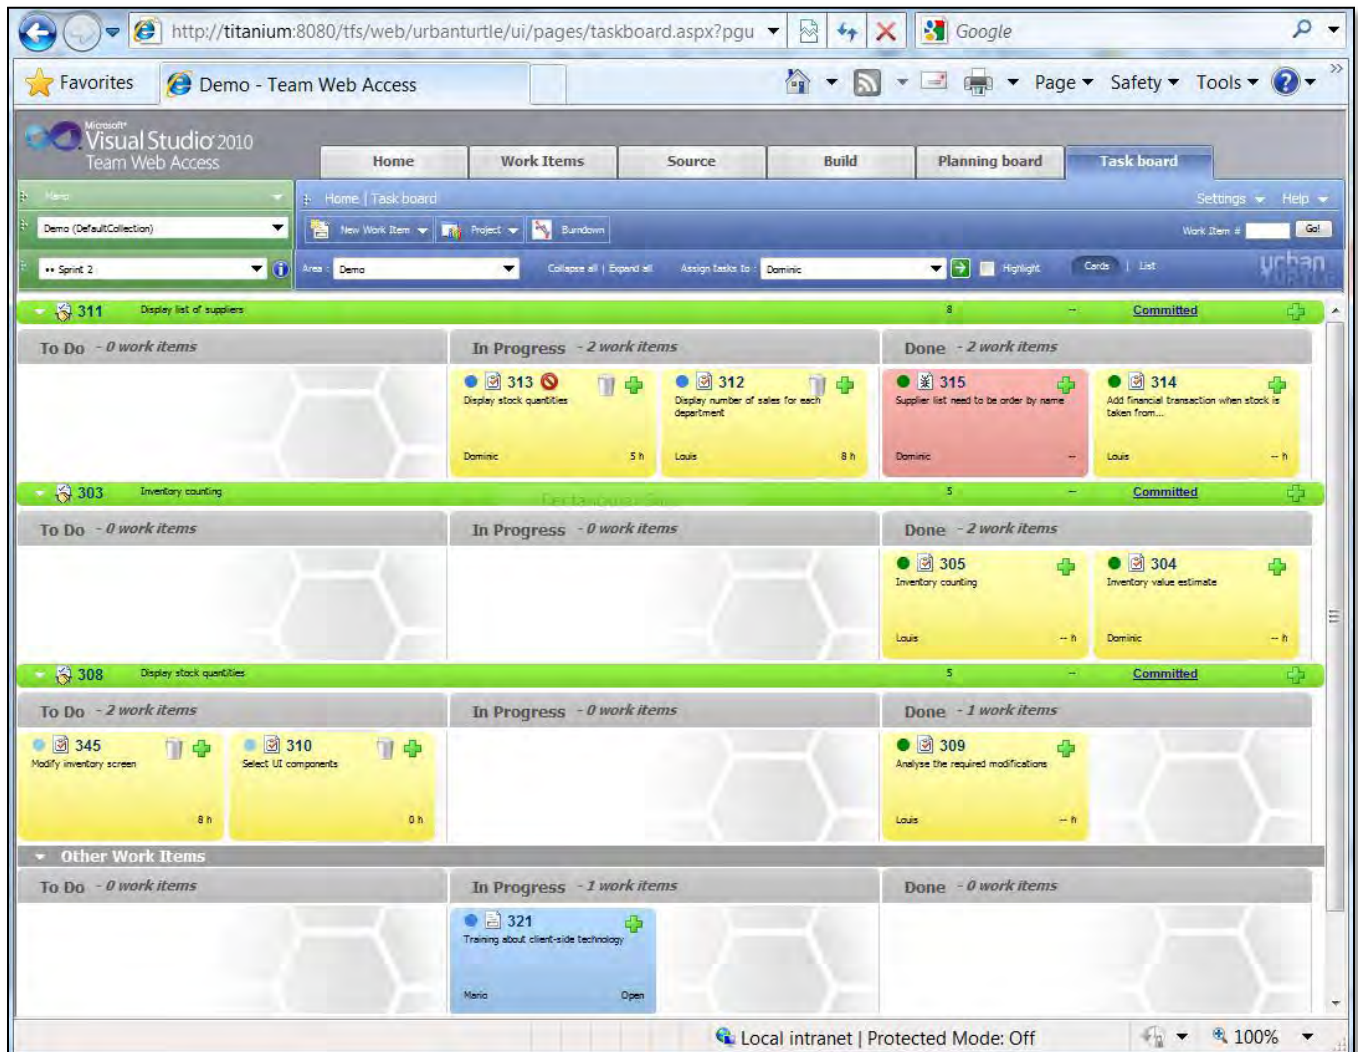 http://titanium:8080/tfs/web/urbanturtle/ui/pages/taskboard.aspx?pgu
Google
Favorites
Demo - Team Web Access
Page Safety Tools
Microsoft
Visual Studio 2010
Team Web Access
Home Work Items Source Build Planning board Task board
Menu
Home | Task board
Settings Help
Demo (DefaultCollection)
New Work Item Project Burndown
Work Item # Go!
Sprint 2
Area : Demo
Collapse all | Expand all
Assign tasks to : Dominic
Highlight
Cards | List
urban
311 Display list of suppliers 8 -- Committed
To Do - 0 work items
In Progress - 2 work items
Done - 2 work items
313
Display stock quantities
Dominic 5 h
312
Display number of sales for each
department
Louis 8 h
315
Supplier list need to be order by name
Dominic --
314
Add financial transaction when stock is
taken from...
Louis -- h
303 Inventory counting 5 -- Committed
To Do - 0 work items
In Progress - 0 work items
Done - 2 work items
305
Inventory counting
Louis -- h
304
Inventory value estimate
Dominic -- h
308 Display stock quantities 5 -- Committed
To Do - 2 work items
In Progress - 0 work items
Done - 1 work items
345
Modify inventory screen
8 h
310
Select UI components
0 h
309
Analyse the required modifications
Louis -- h
Other Work Items
To Do - 0 work items
In Progress - 1 work items
Done - 0 work items
321
Training about client-side technology
Mario Open
Local intranet | Protected Mode: Off
100%